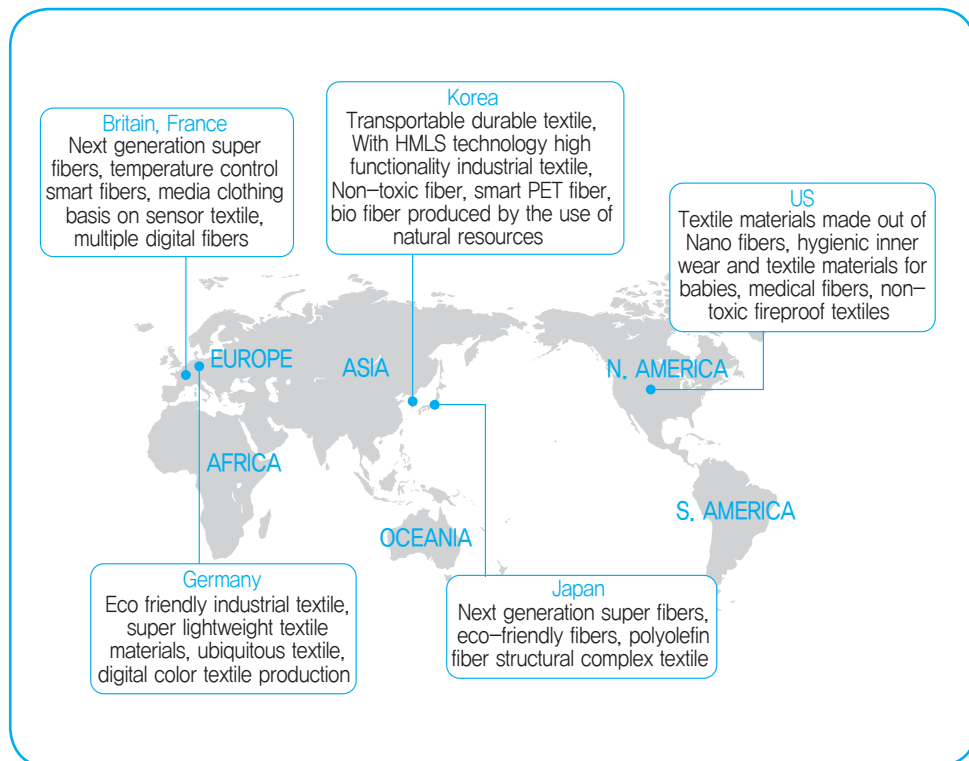 Britain, France
Next generation super
fibers, temperature control
smart fibers, media clothing
basis on sensor textile,
multiple digital fibers
Korea
Transportable durable textile,
With HMLS technology high
functionality industrial textile,
Non-toxic fiber, smart PET fiber,
bio fiber produced by the use of
natural resources
US
Textile materials made out of
Nano fibers, hygienic inner
wear and textile materials for
babies, medical fibers, non-
toxic fireproof textiles
EUROPE
ASIA
N. AMERICA
AFRICA
S. AMERICA
OCEANIA
Germany
Eco friendly industrial textile,
super lightweight textile
materials, ubiquitous textile,
digital color textile production
Japan
Next generation super fibers,
eco-friendly fibers, polyolefin
fiber structural complex textile